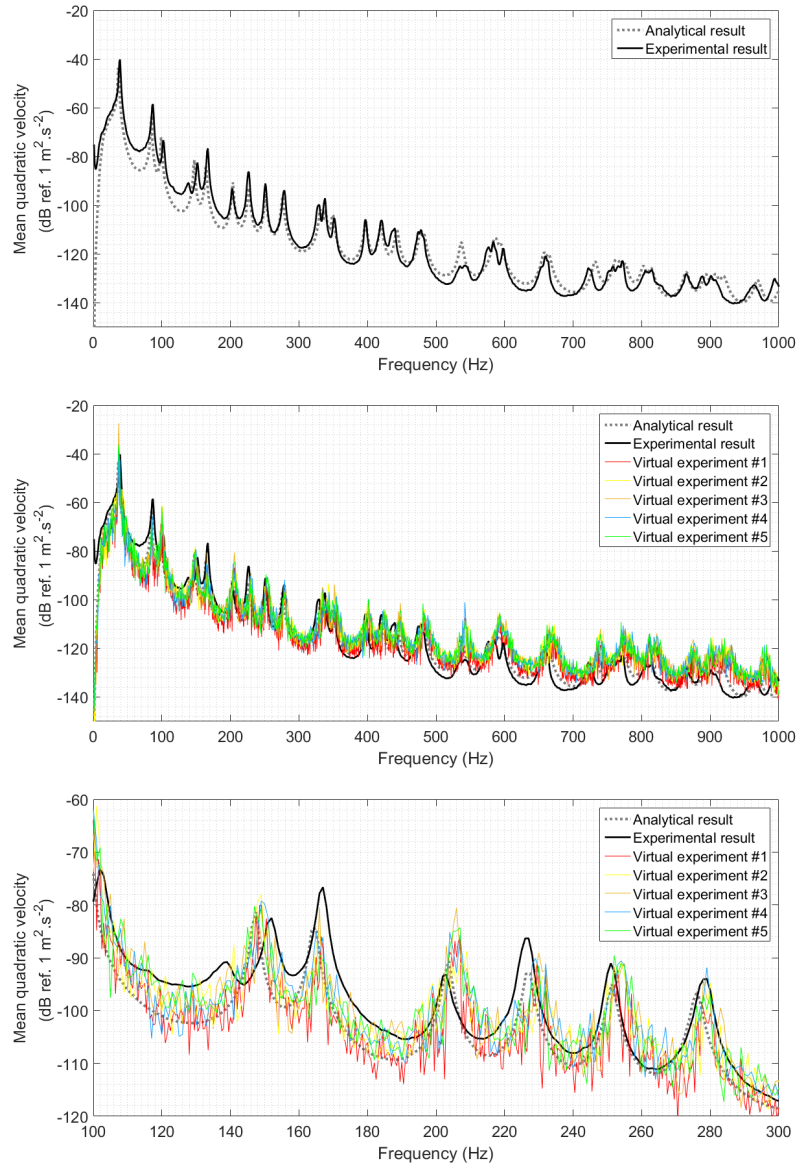 -20
-40
-60
-80
-100
-120
-140
Mean quadratic velocity
(dB ref. 1 m².s⁻²)
Analytical result
Experimental result
0 100 200 300 400 500 600 700 800 900 1000
Frequency (Hz)
-20
-40
-60
-80
-100
-120
-140
Mean quadratic velocity
(dB ref. 1 m².s⁻²)
Analytical result
Experimental result
Virtual experiment #1
Virtual experiment #2
Virtual experiment #3
Virtual experiment #4
Virtual experiment #5
0 100 200 300 400 500 600 700 800 900 1000
Frequency (Hz)
-60
-70
-80
-90
-100
-110
-120
Mean quadratic velocity
(dB ref. 1 m².s⁻²)
Analytical result
Experimental result
Virtual experiment #1
Virtual experiment #2
Virtual experiment #3
Virtual experiment #4
Virtual experiment #5
100 120 140 160 180 200 220 240 260 280 300
Frequency (Hz)